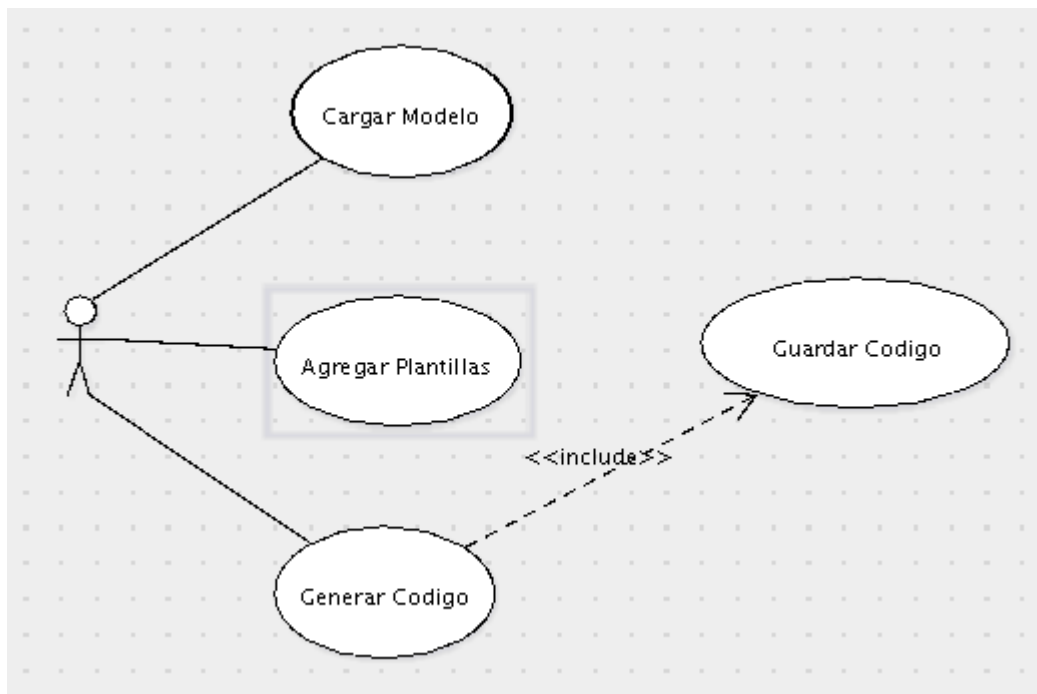 Cargar Modelo
Agregar Plantillas
Guardar Codigo
<<include>>
Generar Codigo